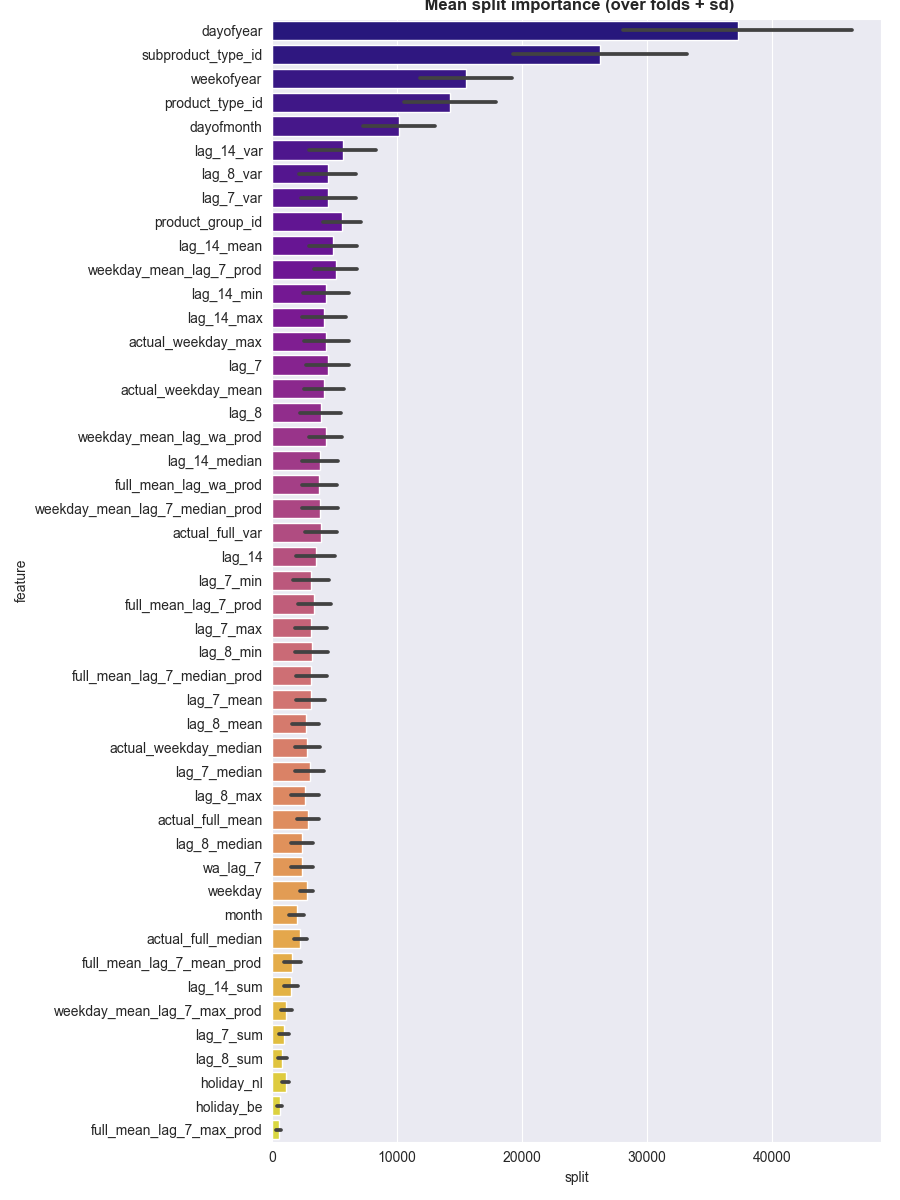 Mean split importance (over folds + sd)
dayofyear
subproduct_type_id
weekofyear
product_type_id
dayofmonth
lag_14_var
lag_8_var
lag_7_var
product_group_id
lag_14_mean
weekday_mean_lag_7_prod
lag_14_min
lag_14_max
actual_weekday_max
lag_7
actual_weekday_mean
lag_8
weekday_mean_lag_wa_prod
lag_14_median
full_mean_lag_wa_prod
weekday_mean_lag_7_median_prod
actual_full_var
lag_14
lag_7_min
full_mean_lag_7_prod
lag_7_max
lag_8_min
full_mean_lag_7_median_prod
lag_7_mean
lag_8_mean
actual_weekday_median
lag_7_median
lag_8_max
actual_full_mean
lag_8_median
wa_lag_7
weekday
month
actual_full_median
full_mean_lag_7_mean_prod
lag_14_sum
weekday_mean_lag_7_max_prod
lag_7_sum
lag_8_sum
holiday_nl
holiday_be
full_mean_lag_7_max_prod
feature
0 10000 20000 30000 40000
split